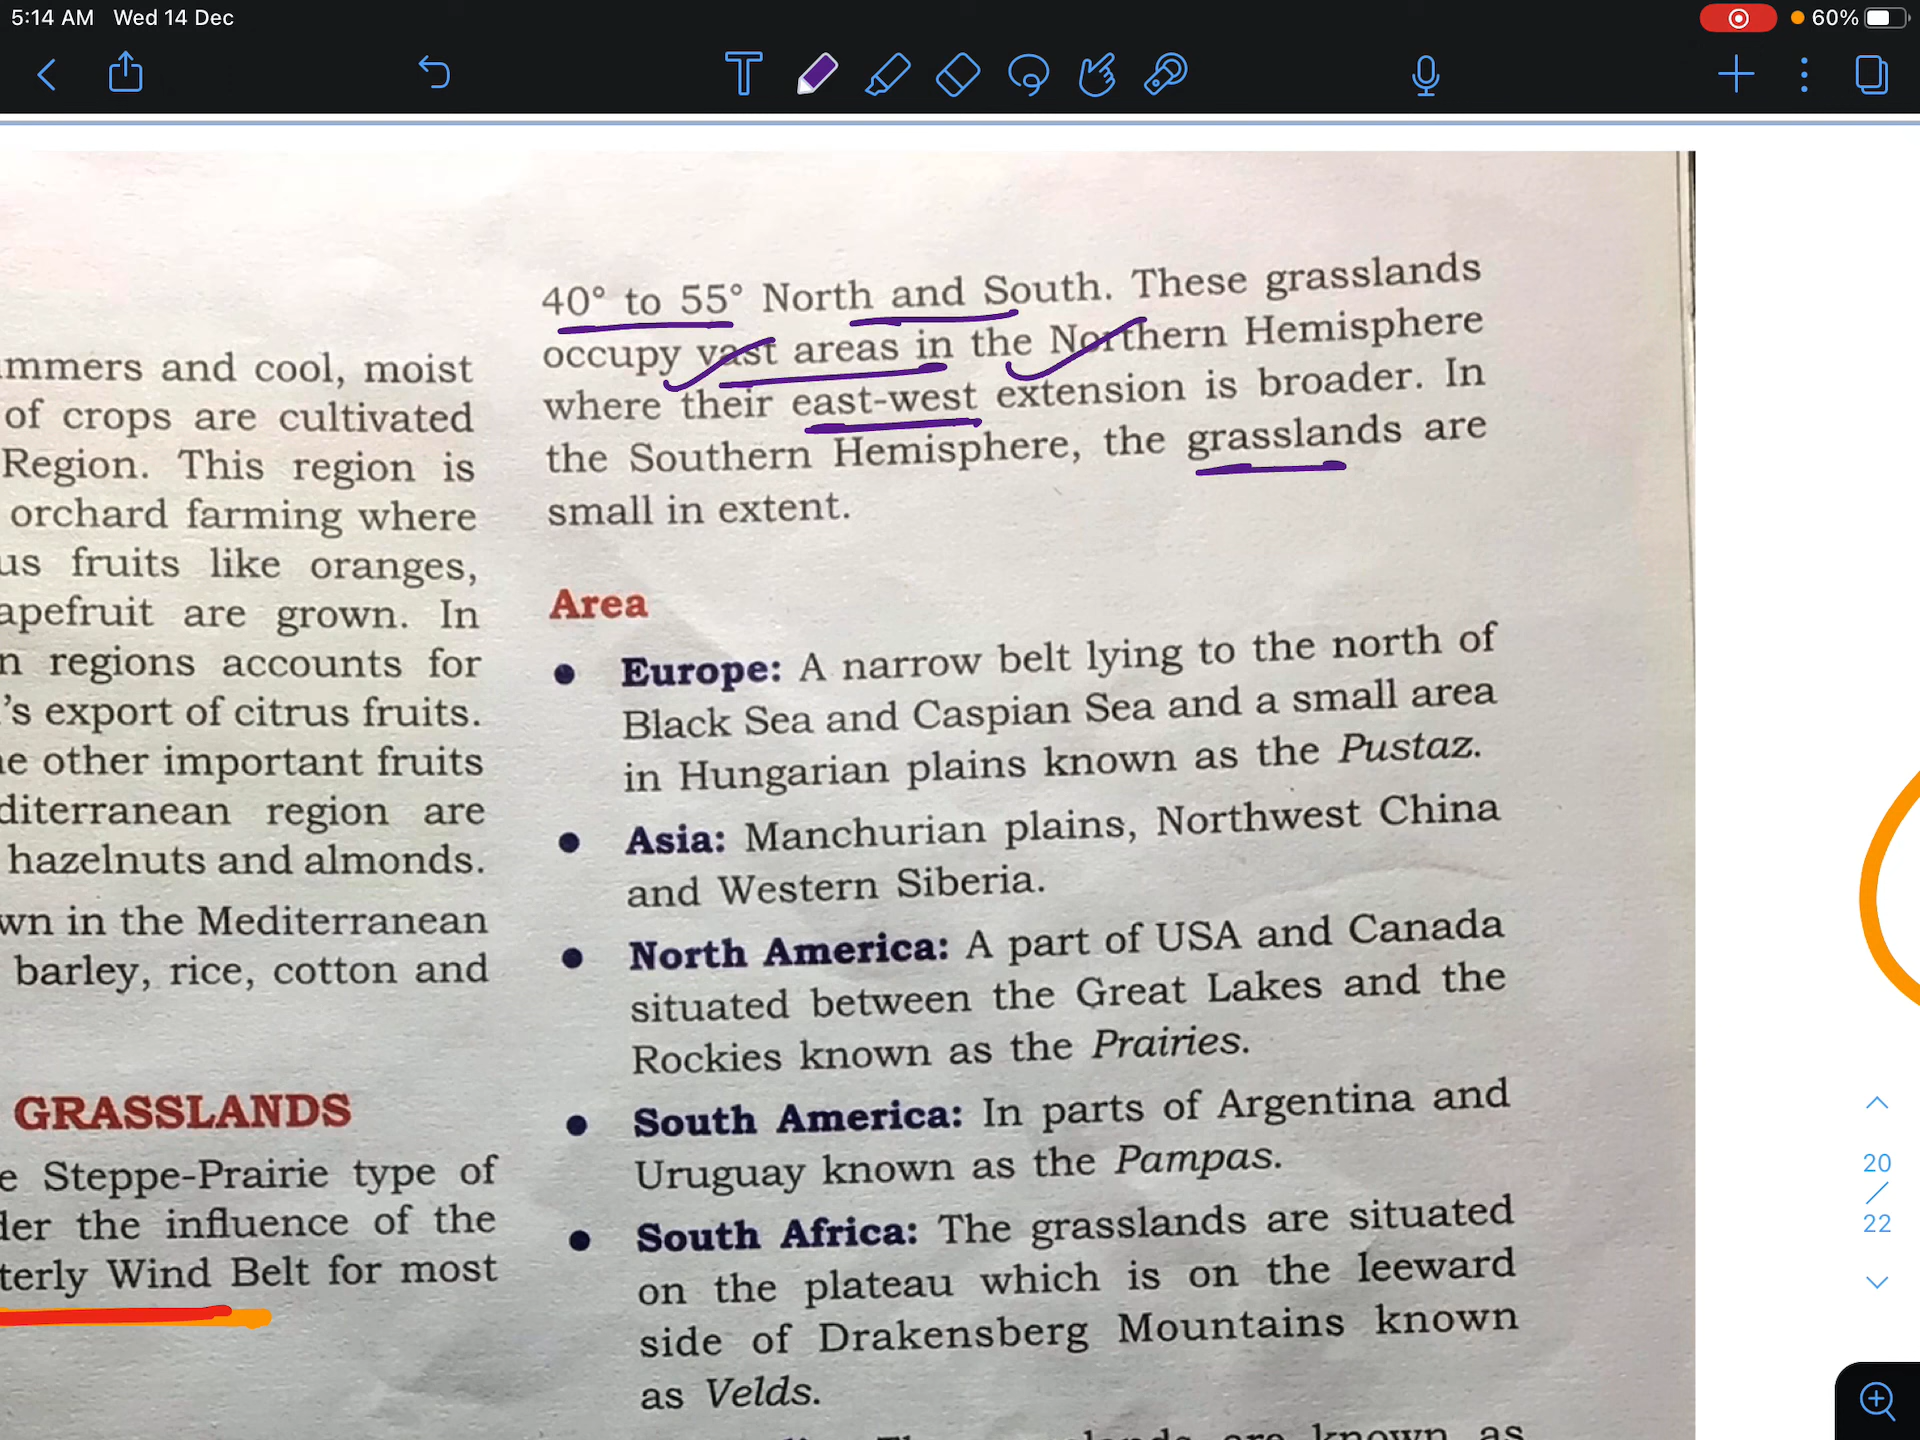 5:14 AM Wed 14 Dec
60%
mmers and cool, moist
of crops are cultivated
Region. This region is
orchard farming where
us fruits like oranges,
apefruit are grown. In
n regions accounts for
's export of citrus fruits.
e other important fruits
diterranean region are
hazelnuts and almonds.
wn in the Mediterranean
barley, rice, cotton and
GRASSLANDS
e Steppe-Prairie type of
der the influence of the
terly Wind Belt for most
40° to 55° North and South. These grasslands
occupy vast areas in the Northern Hemisphere
where their east-west extension is broader. In
the Southern Hemisphere, the grasslands are
small in extent.
Area
● Europe: A narrow belt lying to the north of
Black Sea and Caspian Sea and a small area
in Hungarian plains known as the Pustaz.
● Asia: Manchurian plains, Northwest China
and Western Siberia.
● North America: A part of USA and Canada
situated between the Great Lakes and the
Rockies known as the Prairies.
● South America: In parts of Argentina and
Uruguay known as the Pampas.
● South Africa: The grasslands are situated
on the plateau which is on the leeward
side of Drakensberg Mountains known
as Velds.
are known as
20
/
22